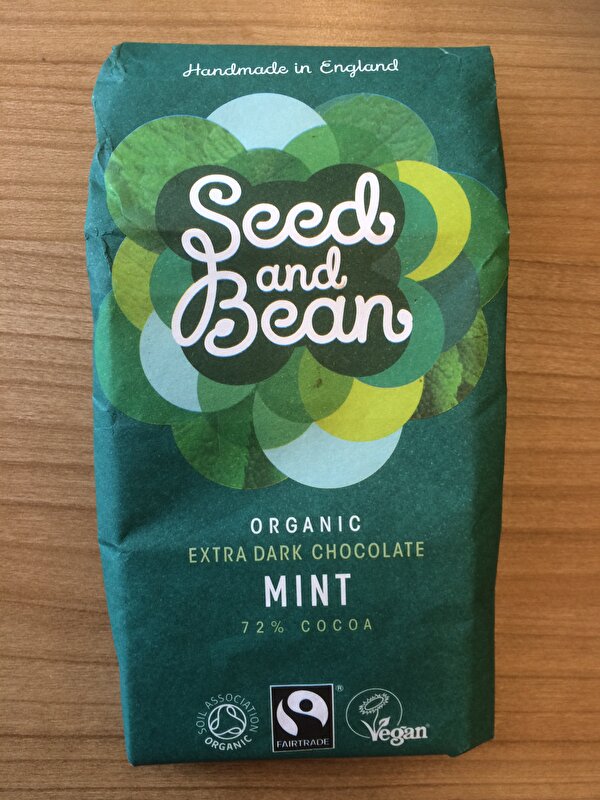 Handmade in England
Seed
and
Bean
ORGANIC
EXTRA DARK CHOCOLATE
MINT
72% COCOA
SOIL ASSOCIATION
ORGANIC
FAIRTRADE
®
Vegan